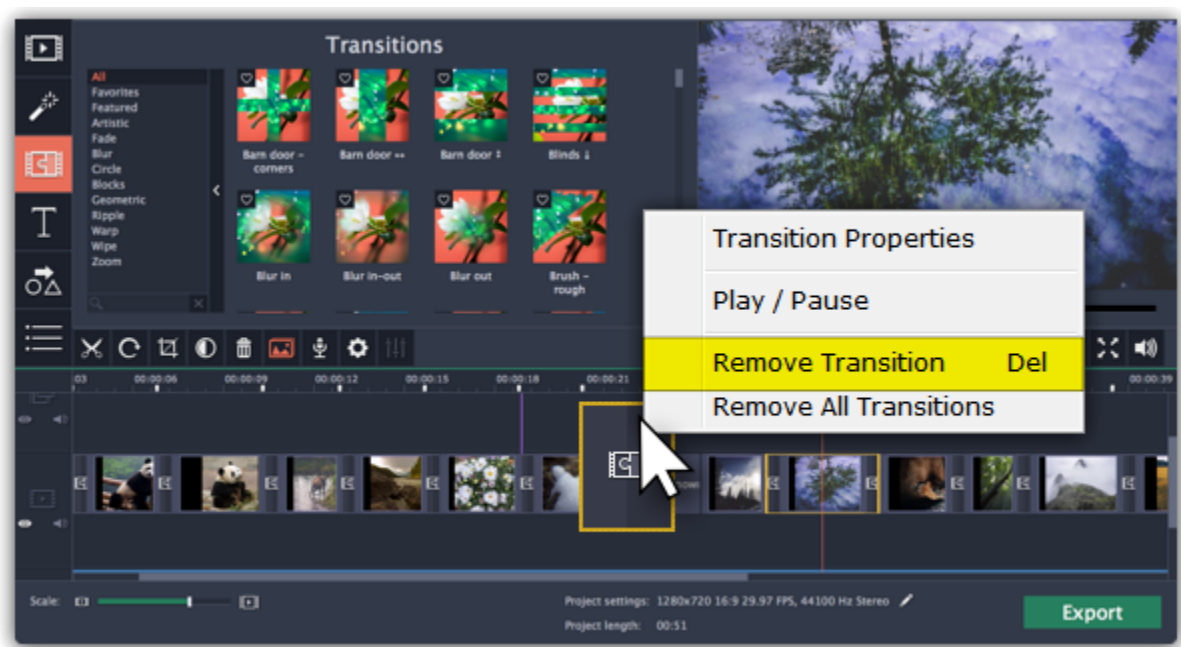 Transitions
All
Favorites
Featured
Artistic
Fade
Blur
Circle
Blocks
Geometric
Ripple
Warp
Wipe
Zoom
Barn door –
corners
Barn door ↔
Barn door ↕
Blinds ↓
Blur in
Blur in-out
Blur out
Brush –
rough
Transition Properties
Play / Pause
Remove Transition Del
Remove All Transitions
03 00:00:06 00:00:09 00:00:12 00:00:15 00:00:18 00:00:21 00:00:39
T
Scale:
Project settings: 1280x720 16:9 29.97 FPS, 44100 Hz Stereo
Project length: 00:51
Export